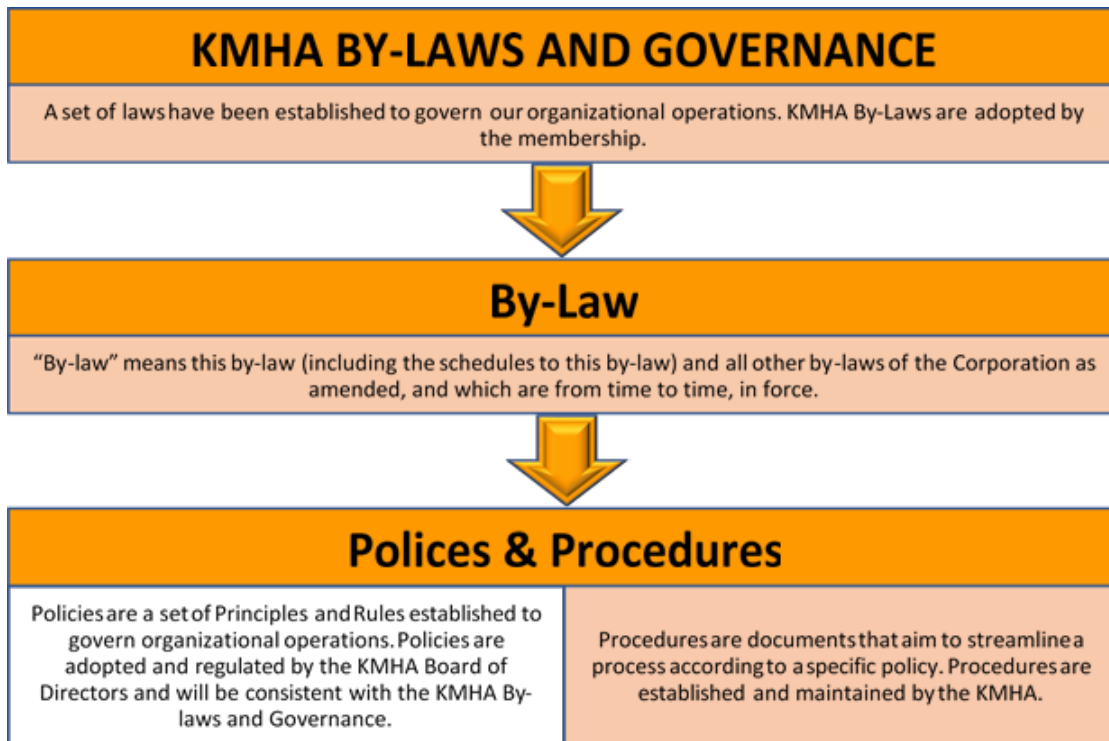 KMHA BY-LAWS AND GOVERNANCE
A set of laws have been established to govern our organizational operations. KMHA By-Laws are adopted by
the membership.
By-Law
“By-law” means this by-law (including the schedules to this by-law) and all other by-laws of the Corporation as
amended, and which are from time to time, in force.
Polices & Procedures
Policies are a set of Principles and Rules established to
govern organizational operations. Policies are
adopted and regulated by the KMHA Board of
Directors and will be consistent with the KMHA By-
laws and Governance.
Procedures are documents that aim to streamline a
process according to a specific policy. Procedures are
established and maintained by the KMHA.